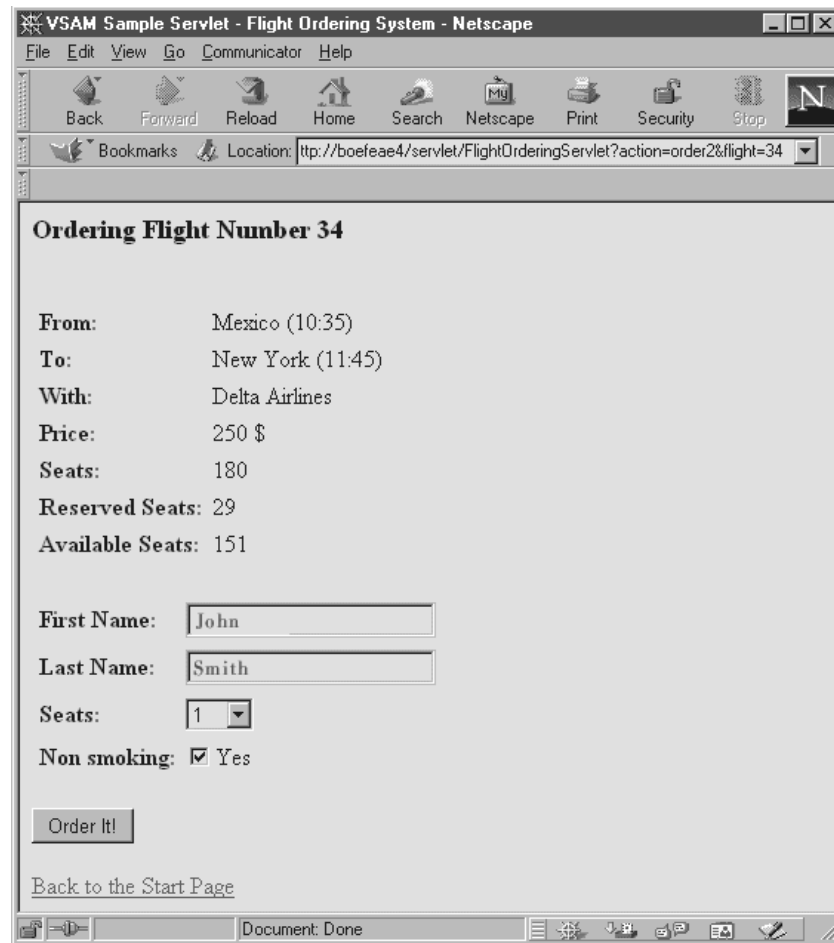 VSAM Sample Servlet - Flight Ordering System - Netscape
File Edit View Go Communicator Help
Back Forward Reload Home Search Netscape Print Security Stop
My
N
Bookmarks Location: ttp://boefeae4/servlet/FlightOrderingServlet?action=order2&flight=34
Ordering Flight Number 34
From: Mexico (10:35)
To: New York (11:45)
With: Delta Airlines
Price: 250 $
Seats: 180
Reserved Seats: 29
Available Seats: 151
First Name: John
Last Name: Smith
Seats: 1
Non smoking: Yes
Order It!
Back to the Start Page
Document: Done